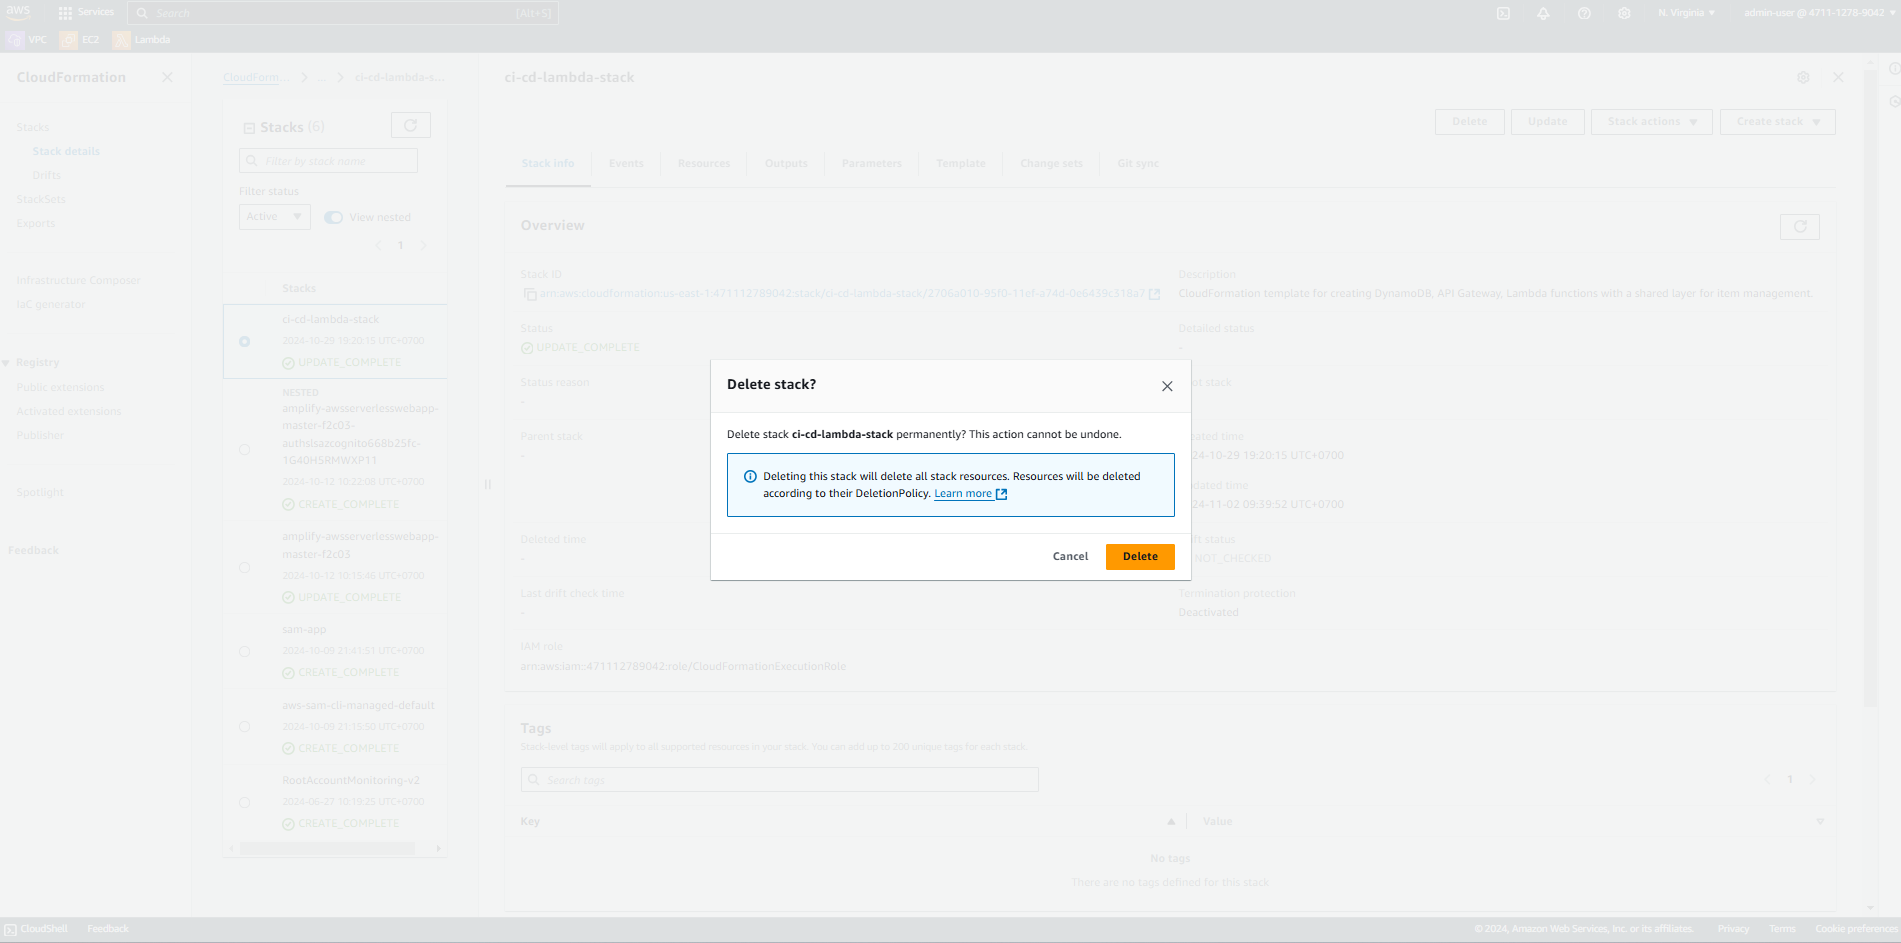 aws
Services
Search
[Alt+S]
N. Virginia
admin-user @ 4711-1278-9042
VPC
EC2
Lambda
CloudFormation
Stacks
Stack details
Drifts
StackSets
Exports
Infrastructure Composer
IaC generator
Registry
Public extensions
Activated extensions
Publisher
Spotlight
Feedback
CloudForm...
...
ci-cd-lambda-s...
Stacks (6)
Filter by stack name
Filter status
Active
View nested
1
Stacks
ci-cd-lambda-stack
2024-10-29 19:20:15 UTC+0700
UPDATE_COMPLETE
NESTED
amplify-awsserverlesswebapp-
master-f2c03-
authslsazcognito668b25fc-
1G40HSRMWXP11
2024-10-12 10:22:08 UTC+0700
CREATE_COMPLETE
amplify-awsserverlesswebapp-
master-f2c03
2024-10-12 10:15:46 UTC+0700
UPDATE_COMPLETE
sam-app
2024-10-09 21:41:51 UTC+0700
CREATE_COMPLETE
aws-sam-cli-managed-default
2024-10-09 21:15:50 UTC+0700
CREATE_COMPLETE
RootAccountMonitoring-v2
2024-06-27 10:19:25 UTC+0700
CREATE_COMPLETE
ci-cd-lambda-stack
Delete
Update
Stack actions
Create stack
Stack info
Events
Resources
Outputs
Parameters
Template
Change sets
Git sync
Overview
Stack ID
arn:aws:cloudformation:us-east-1:471112789042:stack/ci-cd-lambda-stack/2706a010-95f0-11ef-a74d-0e6439c318a7
Description
CloudFormation template for creating DynamoDB, API Gateway, Lambda functions with a shared layer for item management.
Status
UPDATE_COMPLETE
Detailed status
-
Status reason
-
ot stack
Parent stack
-
ated time
24-10-29 19:20:15 UTC+0700
dated time
24-11-02 09:39:52 UTC+0700
Deleted time
-
ift status
NOT_CHECKED
Last drift check time
-
Termination protection
Deactivated
IAM role
arn:aws:iam::471112789042:role/CloudFormationExecutionRole
Delete stack?
Delete stack ci-cd-lambda-stack permanently? This action cannot be undone.
Deleting this stack will delete all stack resources. Resources will be deleted
according to their DeletionPolicy. Learn more
Cancel
Delete
Tags
Stack-level tags will apply to all supported resources in your stack. You can add up to 200 unique tags for each stack.
Search tags
1
Key
Value
No tags
There are no tags defined for this stack
CloudShell
Feedback
© 2024, Amazon Web Services, Inc. or its affiliates.
Privacy
Terms
Cookie preferences